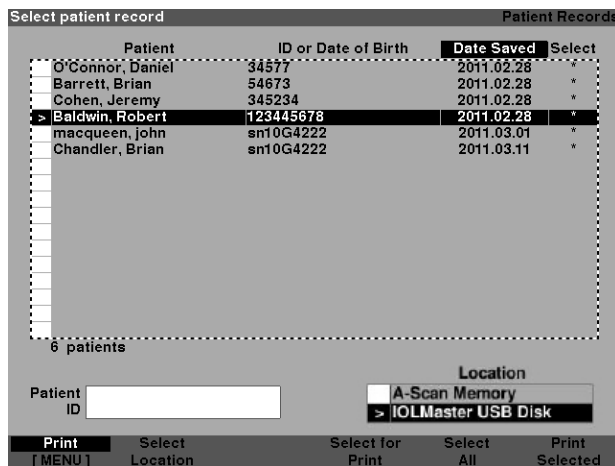 Select patient record Patient Records
Patient ID or Date of Birth Date Saved Select
O'Connor, Daniel 34577 2011.02.28 *
Barrett, Brian 54673 2011.02.28 *
Cohen, Jeremy 345234 2011.02.28 *
> Baldwin, Robert 123445678 2011.02.28 *
macqueen, john sn10G4222 2011.03.01 *
Chandler, Brian sn10G4222 2011.03.11 *
6 patients
Location
Patient ID
A-Scan Memory
> IOLMaster USB Disk
Print Select Select for Select Print
[MENU] Location Print All Selected